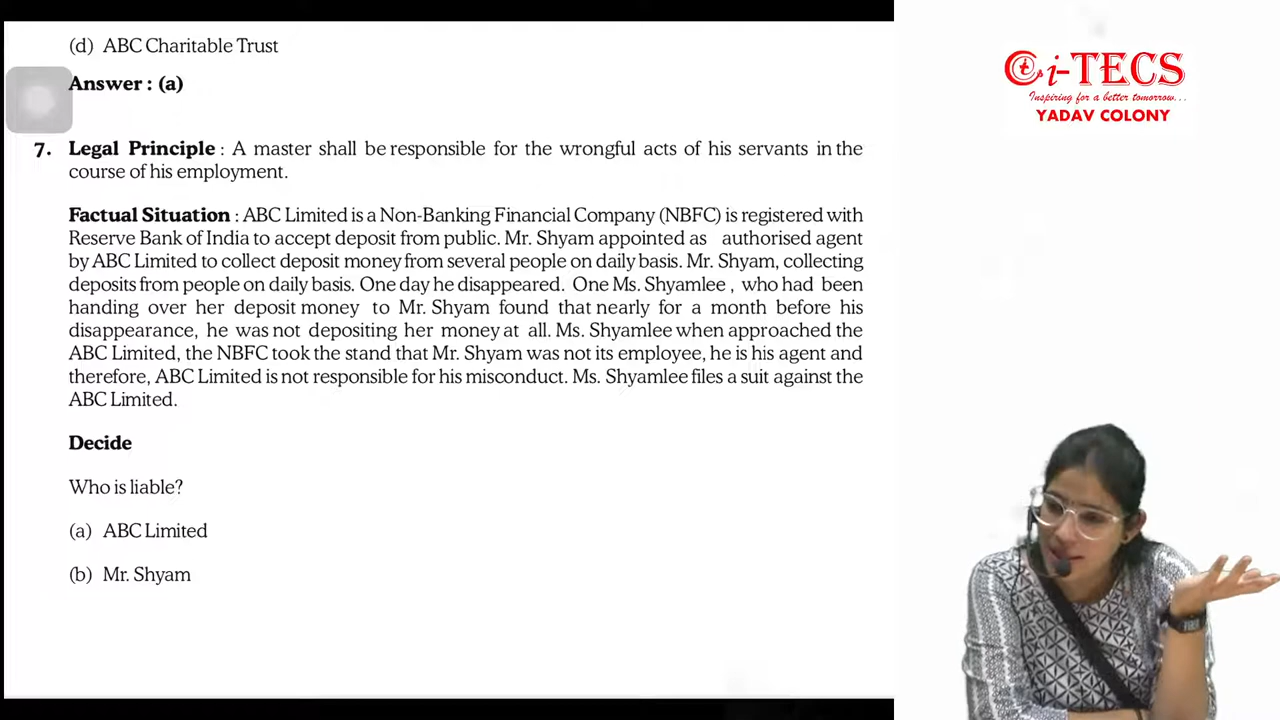 (d) ABC Charitable Trust
Answer : (a)
7. Legal Principle : A master shall be responsible for the wrongful acts of his servants in the
course of his employment.
Factual Situation : ABC Limited is a Non-Banking Financial Company (NBFC) is registered with
Reserve Bank of India to accept deposit from public. Mr. Shyam appointed as authorised agent
by ABC Limited to collect deposit money from several people on daily basis. Mr. Shyam, collecting
deposits from people on daily basis. One day he disappeared. One Ms. Shyamlee , who had been
handing over her deposit money to Mr. Shyam found that nearly for a month before his
disappearance, he was not depositing her money at all. Ms. Shyamlee when approached the
ABC Limited, the NBFC took the stand that Mr. Shyam was not its employee, he is his agent and
therefore, ABC Limited is not responsible for his misconduct. Ms. Shyamlee files a suit against the
ABC Limited.
Decide
Who is liable?
(a) ABC Limited
(b) Mr. Shyam
i-TECS
Inspiring for a better tomorrow...
YADAV COLONY